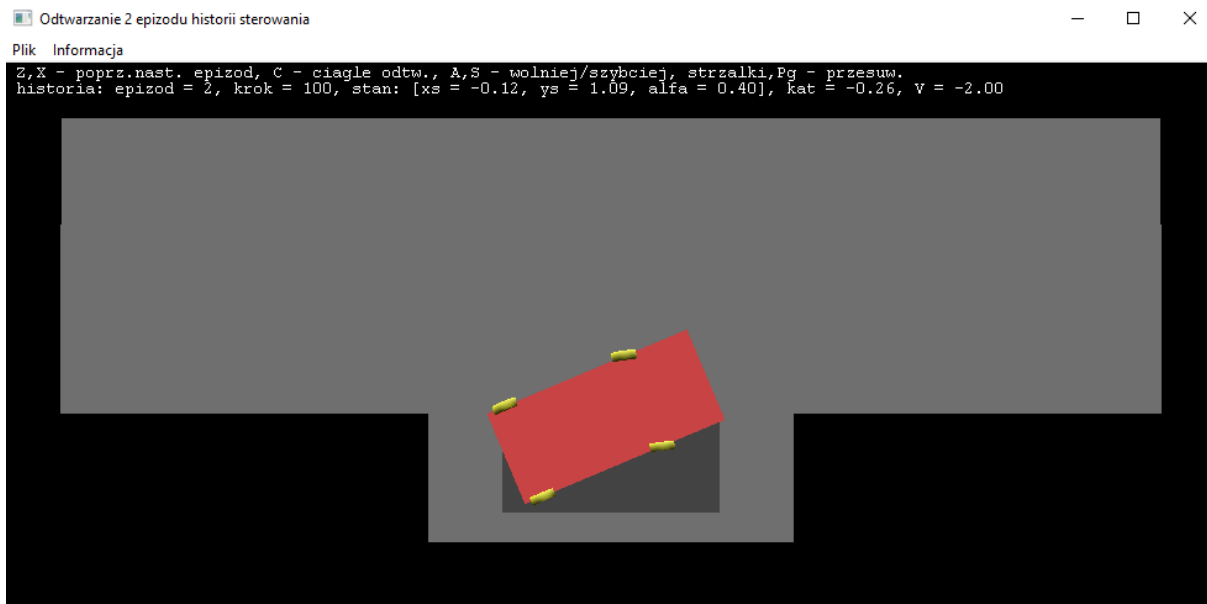 Odtwarzanie 2 epizodu historii sterowania
Plik Informacja
Z,X - poprz.nast. epizod, C - ciagle odtw., A,S - wolniej/szybciej, strzalki,Pg - przesuw.
historia: epizod = 2, krok = 100, stan: [xs = -0.12, ys = 1.09, alfa = 0.40], kat = -0.26, V = -2.00